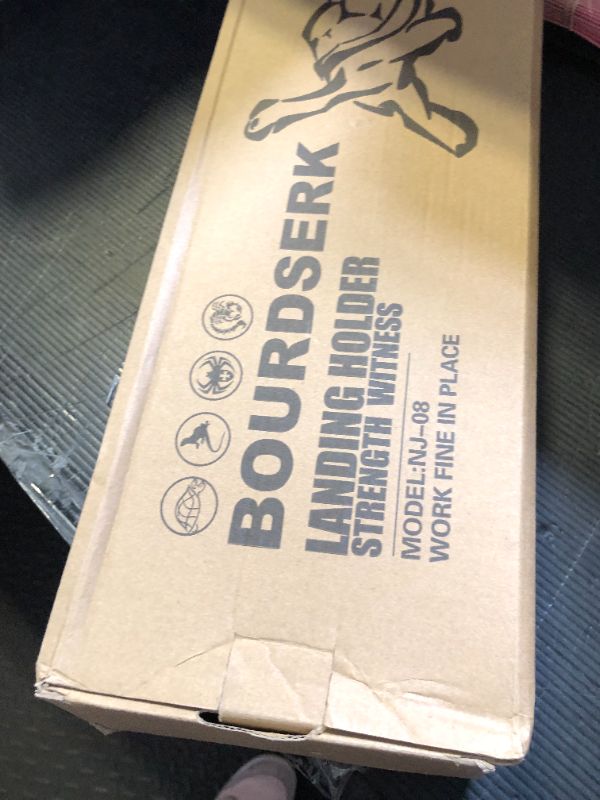 BOURDSERK
LANDING HOLDER
STRENGTH WITNESS
MODEL:NJ-08
WORK FINE IN PLACE